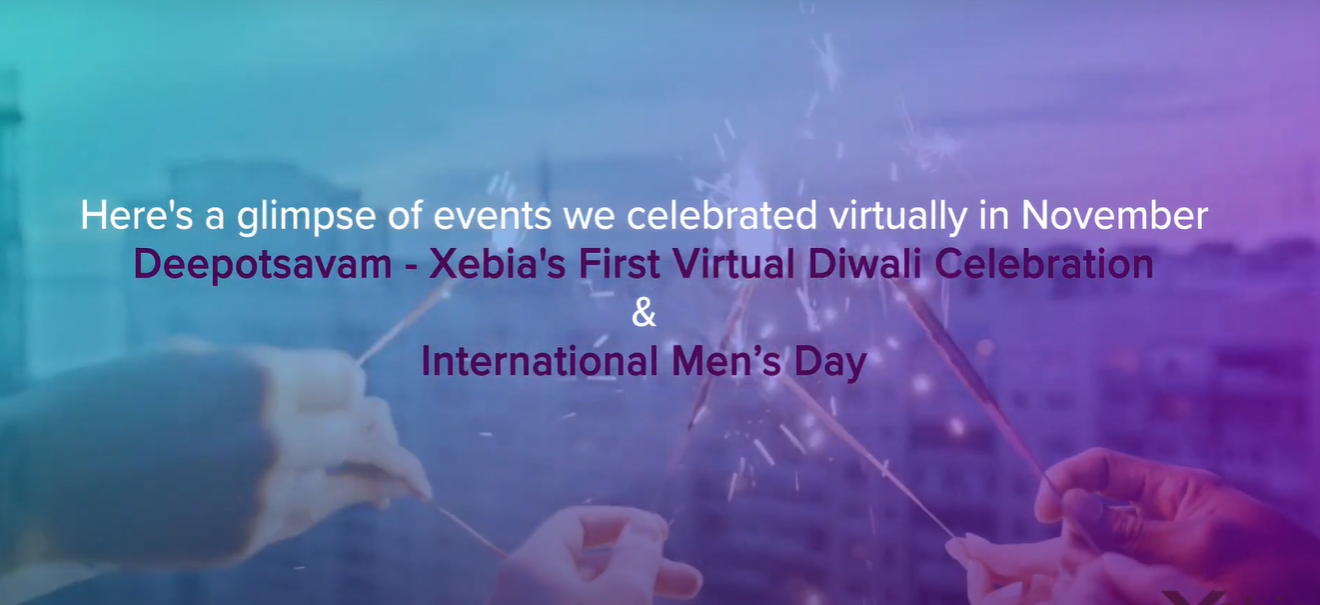 Here's a glimpse of events we celebrated virtually in November
Deepotsavam - Xebia's First Virtual Diwali Celebration
&
International Men’s Day